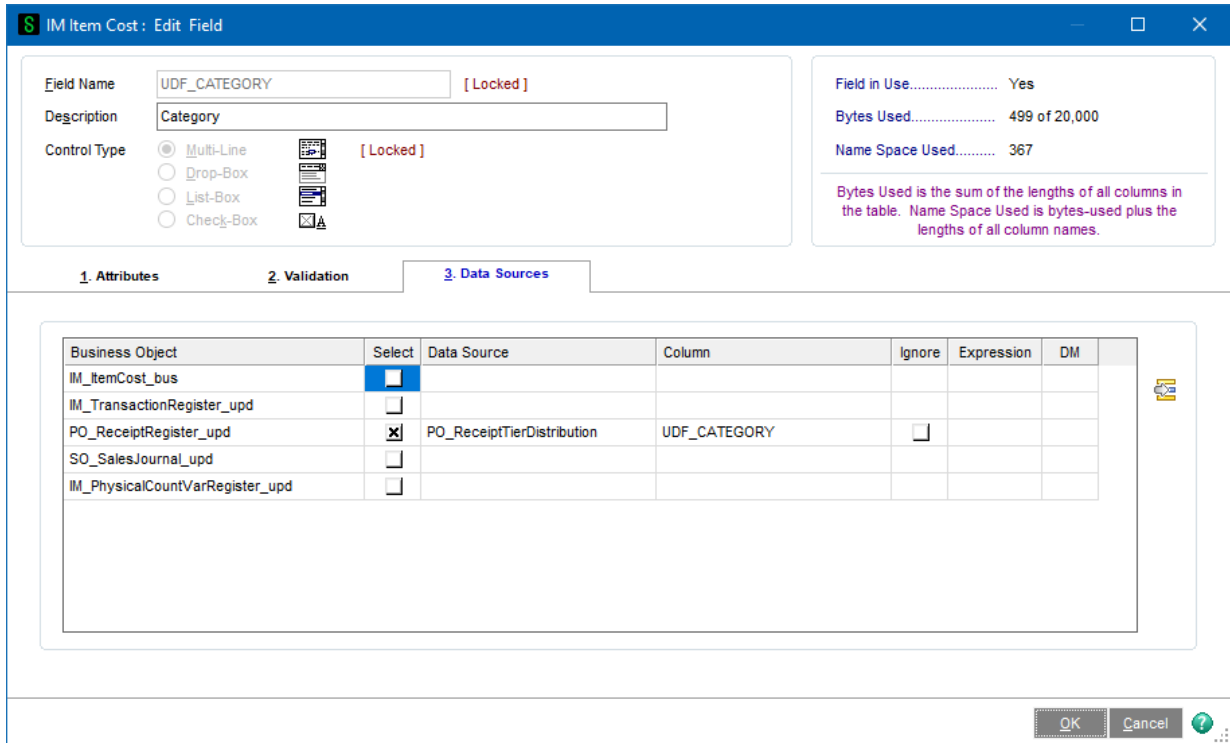 IM Item Cost : Edit Field
Field Name UDF_CATEGORY [ Locked ]
Description Category
Control Type Multi-Line [ Locked ]
Drop-Box
List-Box
Check-Box
Field in Use...................... Yes
Bytes Used..................... 499 of 20,000
Name Space Used.......... 367
Bytes Used is the sum of the lengths of all columns in
the table. Name Space Used is bytes-used plus the
lengths of all column names.
1. Attributes 2. Validation 3. Data Sources
Business Object Select Data Source Column Ignore Expression DM
IM_ItemCost_bus
IM_TransactionRegister_upd
PO_ReceiptRegister_upd PO_ReceiptTierDistribution UDF_CATEGORY
SO_SalesJournal_upd
IM_PhysicalCountVarRegister_upd
OK Cancel ?